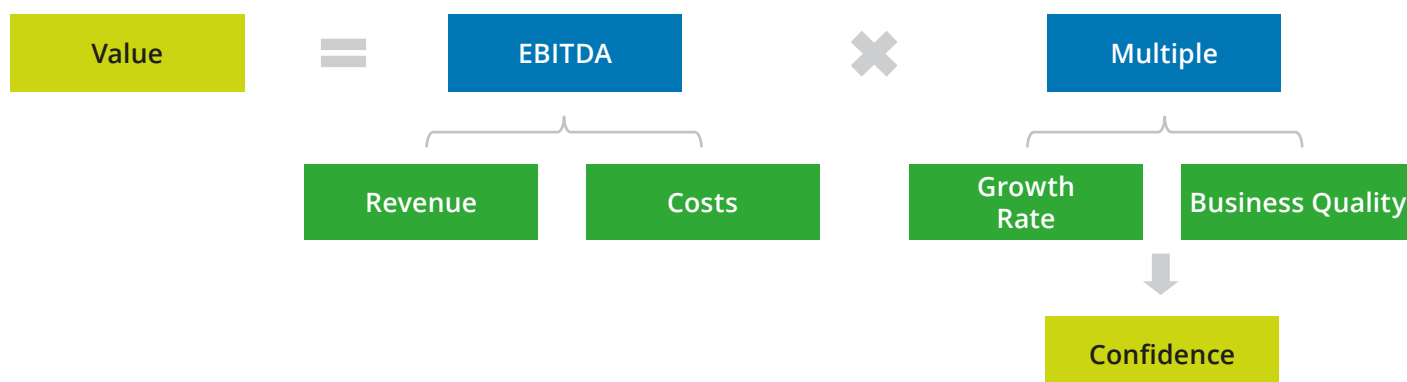 Value
EBITDA
Multiple
Revenue
Costs
Growth
Rate
Business Quality
Confidence